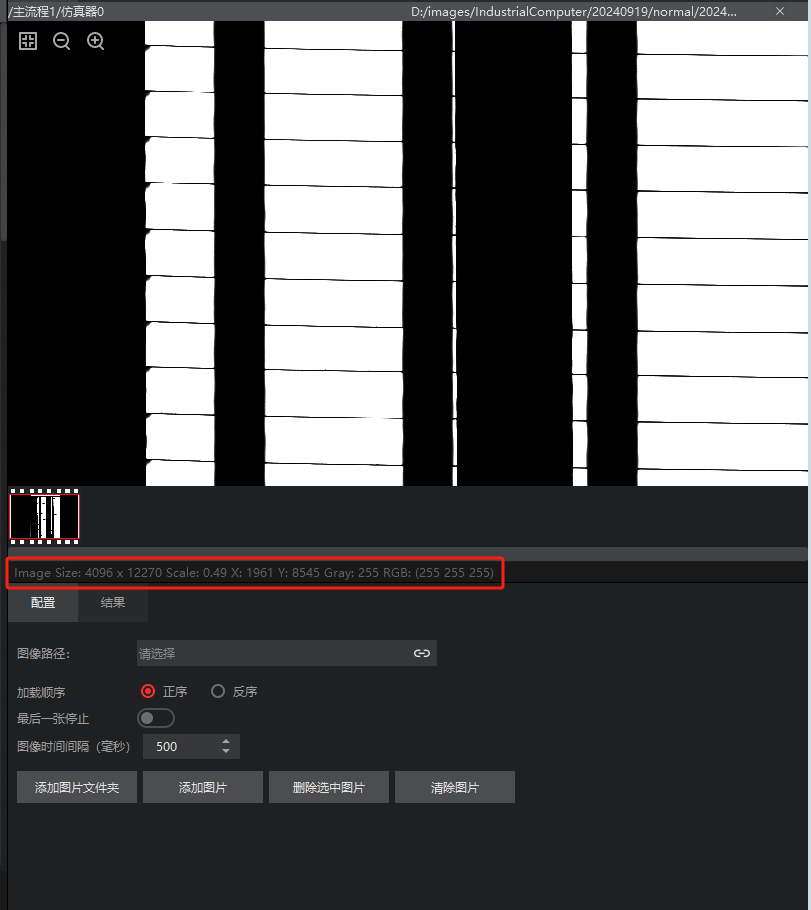 /主流程1/仿真器0
D:/images/IndustrialComputer/20240919/normal/2024...
Image Size: 4096 x 12270 Scale: 0.49 X: 1961 Y: 8545 Gray: 255 RGB: (255 255 255)
配置 结果
图像路径: 请选择
加载顺序 正序 反序
最后一张停止
图像时间间隔（毫秒） 500
添加图片文件夹 添加图片 删除选中图片 清除图片